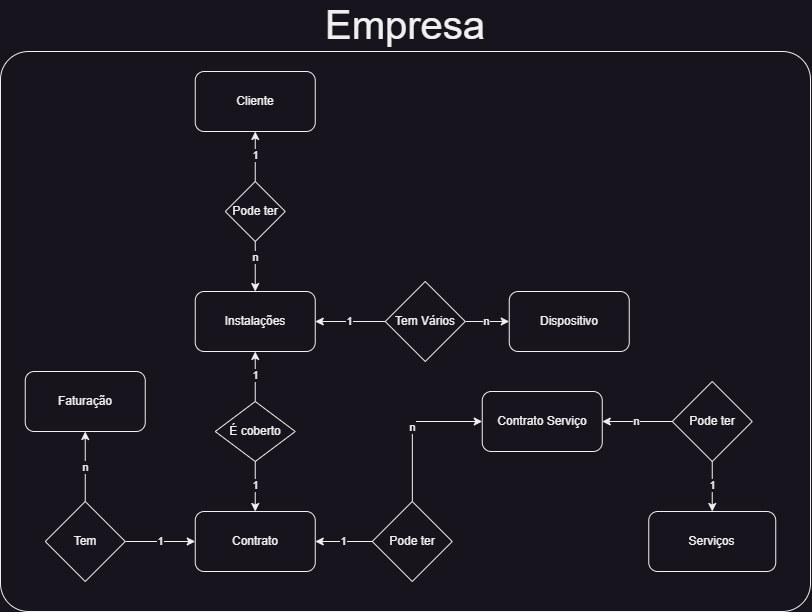 Empresa
Cliente
1
Pode ter
n
Instalações
1
Tem Vários
n
Dispositivo
1
Faturação
É coberto
n
Contrato Serviço
n
Pode ter
n
1
1
Tem
1
Contrato
1
Pode ter
Serviços